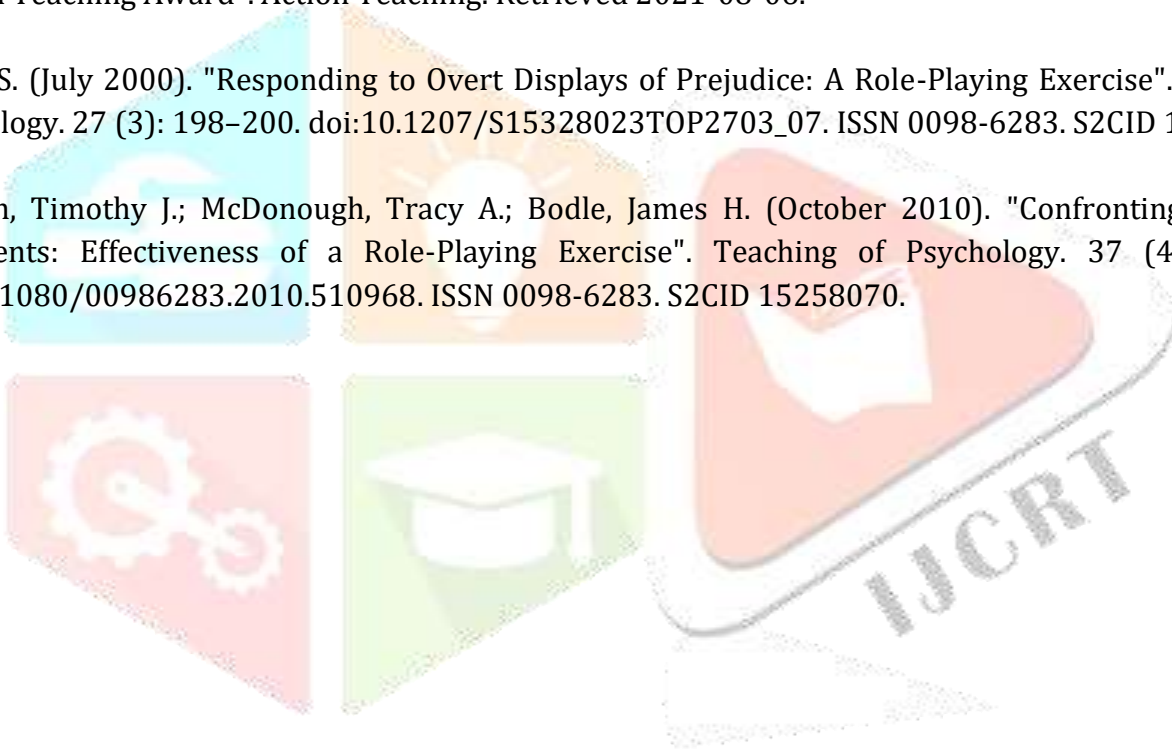 Teaching Award". Action Teaching. Retrieved 2021-08-08.
S. (July 2000). "Responding to Overt Displays of Prejudice: A Role-Playing Exercise".
ology. 27 (3): 198–200. doi:10.1207/S15328023TOP2703_07. ISSN 0098-6283. S2CID 1
n, Timothy J.; McDonough, Tracy A.; Bodle, James H. (October 2010). "Confronting
ents: Effectiveness of a Role-Playing Exercise". Teaching of Psychology. 37 (4
1080/00986283.2010.510968. ISSN 0098-6283. S2CID 15258070.
IJCRT